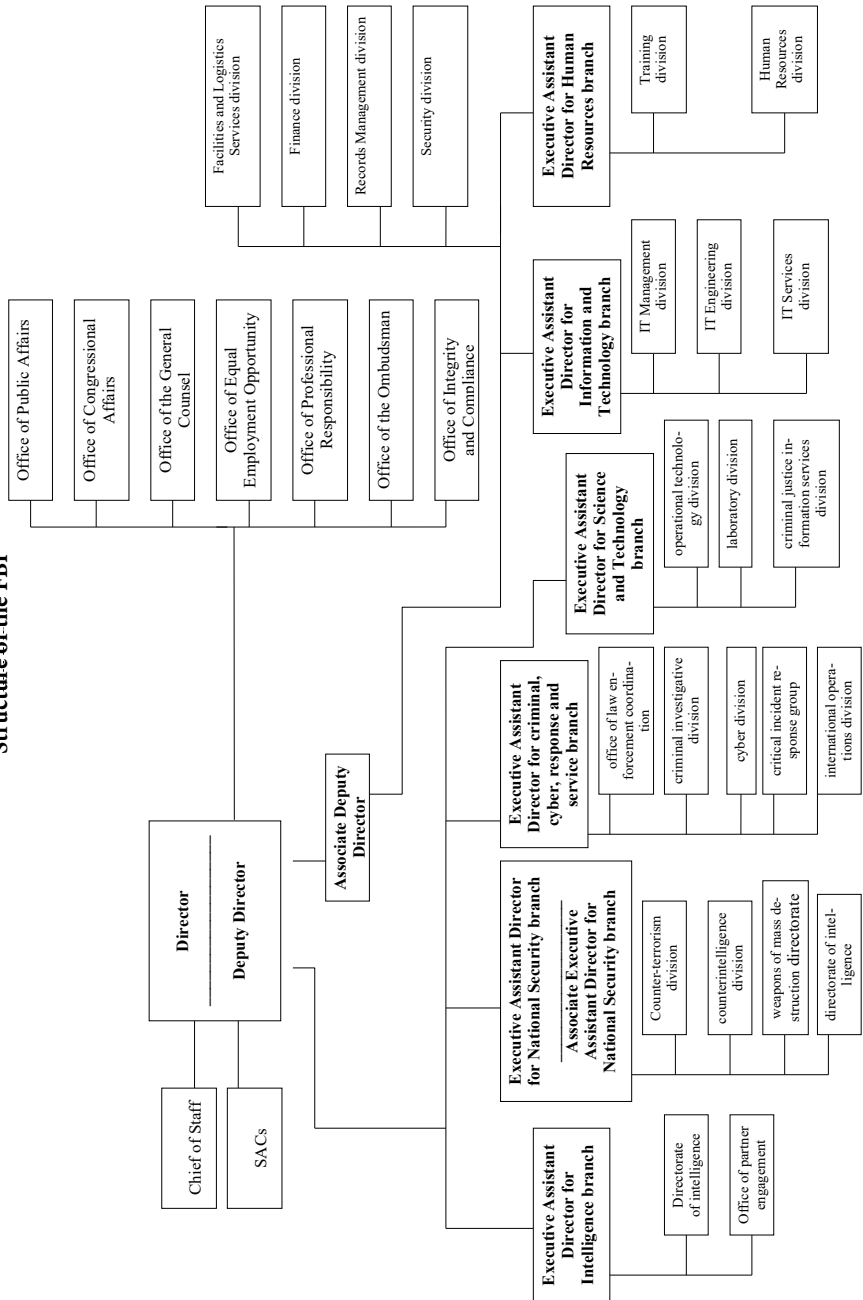 Structure of the FBI
Director
Deputy Director
Chief of Staff
SACs
Associate Deputy
Director
Office of Public Affairs
Office of Congressional
Affairs
Office of the General
Counsel
Office of Equal
Employment Opportunity
Office of Professional
Responsibility
Office of the Ombudsman
Office of Integrity
and Compliance
Facilities and Logistics
Services division
Finance division
Records Management division
Security division
Executive Assistant
Director for
Intelligence branch
Directorate
of intelligence
Office of partner
engagement
Executive Assistant Director
for National Security branch
Associate Executive
Assistant Director for
National Security branch
Counter-terrorism
division
counterintelligence
division
weapons of mass de-
struction directorate
directorate of intel-
ligence
Executive Assistant
Director for criminal,
cyber, response and
service branch
office of law en-
forcement coordina-
tion
criminal investigative
division
cyber division
critical incident re-
sponse group
international opera-
tions division
Executive Assistant
Director for Science
and Technology
branch
operational technolo-
gy division
laboratory division
criminal justice in-
formation services
division
Executive Assistant
Director for
Information and
Technology branch
IT Management
division
IT Engineering
division
IT Services
division
Executive Assistant
Director for Human
Resources branch
Training
division
Human
Resources
division